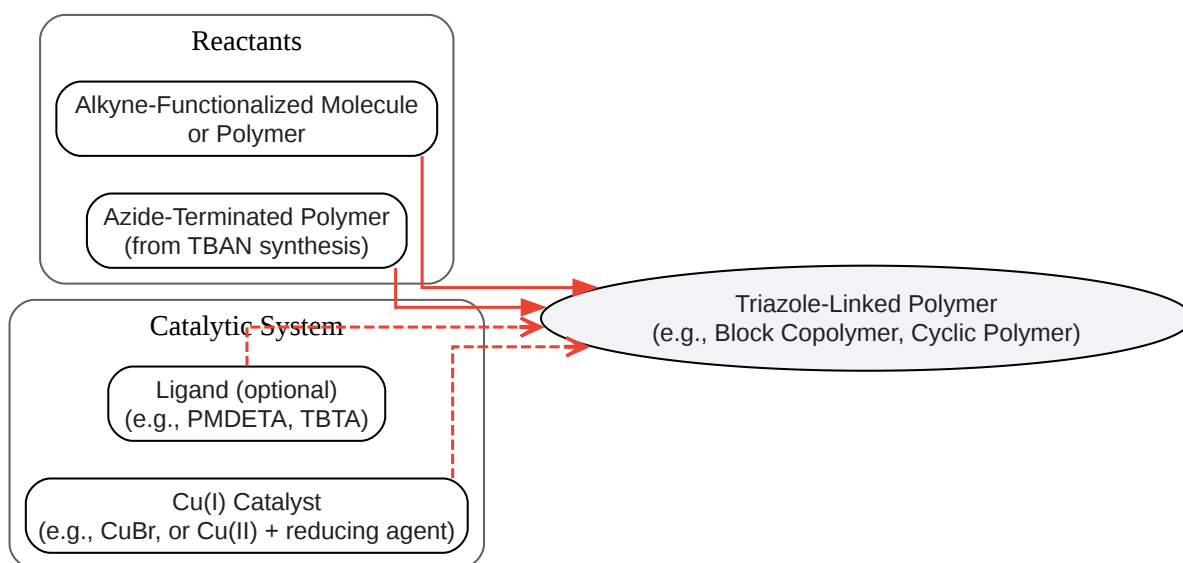 Reactants
Alkyne-Functionalized Molecule
or Polymer
Azide-Terminated Polymer
(from TBAN synthesis)
Catalytic System
Ligand (optional)
(e.g., PMDETA, TBTA)
Cu(I) Catalyst
(e.g., CuBr, or Cu(II) + reducing agent)
Triazole-Linked Polymer
(e.g., Block Copolymer, Cyclic Polymer)